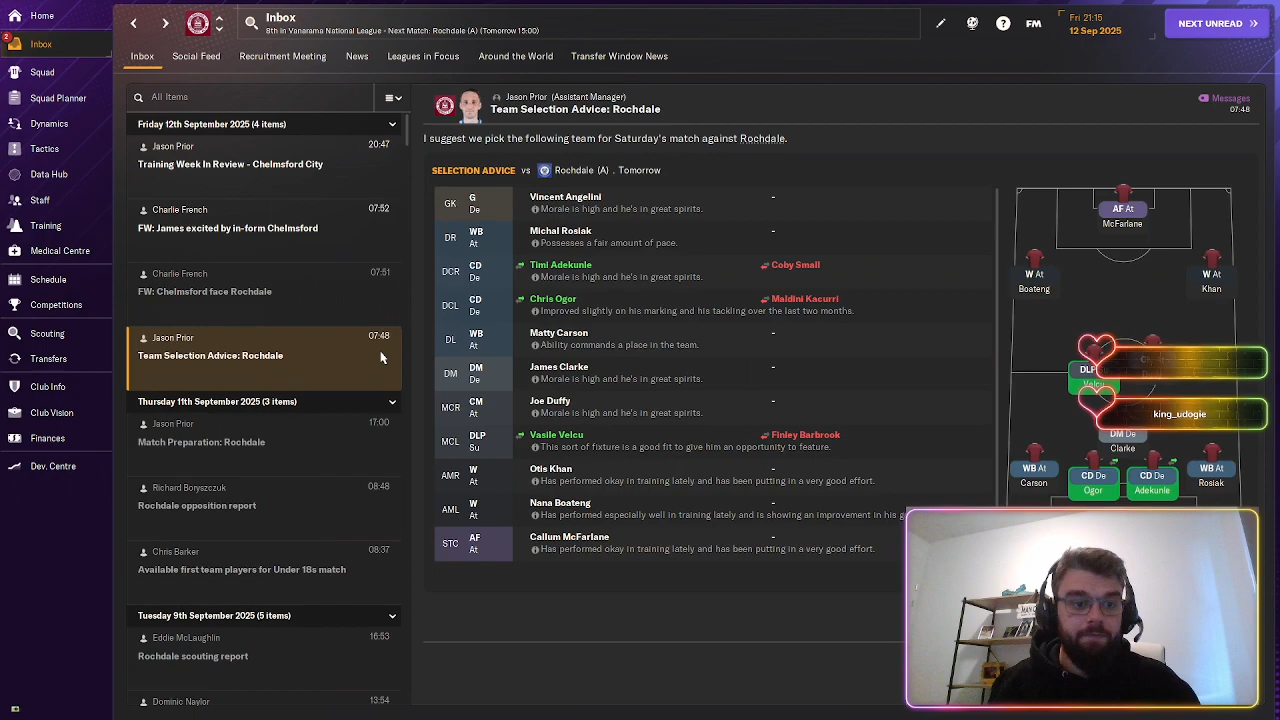 Home
2
Inbox
Squad
Squad Planner
Dynamics
Tactics
Data Hub
Staff
Training
Medical Centre
Schedule
Competitions
Scouting
Transfers
Club Info
Club Vision
Finances
Dev. Centre
Inbox
8th in Vanarama National League - Next Match: Rochdale (A) (Tomorrow 15:00)
FM
Fri 21:15
12 Sep 2025
NEXT UNREAD
Inbox Social Feed Recruitment Meeting News Leagues in Focus Around the World Transfer Window News
All Items
Friday 12th September 2025 (4 items)
Jason Prior 20:47
Training Week In Review - Chelmsford City
Charlie French 07:52
FW: James excited by in-form Chelmsford
Charlie French 07:51
FW: Chelmsford face Rochdale
Jason Prior 07:48
Team Selection Advice: Rochdale
Thursday 11th September 2025 (3 items)
Jason Prior 17:00
Match Preparation: Rochdale
Richard Boryszczuk 08:48
Rochdale opposition report
Chris Barker 08:37
Available first team players for Under 18s match
Tuesday 9th September 2025 (5 items)
Eddie McLaughlin 16:53
Rochdale scouting report
Dominic Naylor 13:54
Jason Prior (Assistant Manager)
Team Selection Advice: Rochdale
Messages
07:48
I suggest we pick the following team for Saturday's match against Rochdale.
SELECTION ADVICE vs Rochdale (A) . Tomorrow
GK G De Vincent Angelini -
Morale is high and he's in great spirits.
DR WB At Michal Rosiak -
Possesses a fair amount of pace.
DCR CD De Timi Adekunle Coby Small
Morale is high and he's in great spirits.
DCL CD De Chris Ogor Maldini Kacurri
Improved slightly on his marking and his tackling over the last two months.
DL WB At Matty Carson -
Ability commands a place in the team.
DM DM De James Clarke -
Morale is high and he's in great spirits.
MCR CM At Joe Duffy -
Morale is high and he's in great spirits.
MCL DLP Su Vasile Velcu Finley Barbrook
This sort of fixture is a good fit to give him an opportunity to feature.
AMR W At Otis Khan -
Has performed okay in training lately and has been putting in a very good effort.
AML W At Nana Boateng -
Has performed especially well in training lately and is showing an improvement in his g
STC AF At Callum McFarlane -
Has performed okay in training lately and has been putting in a very good effort.
AF At
McFarlane
W At
Boateng
W At
Khan
DLP
Velcu
king_udogie
DM De
Clarke
WB At
Carson
CD De
Ogor
CD De
Adekunle
WB At
Rosiak